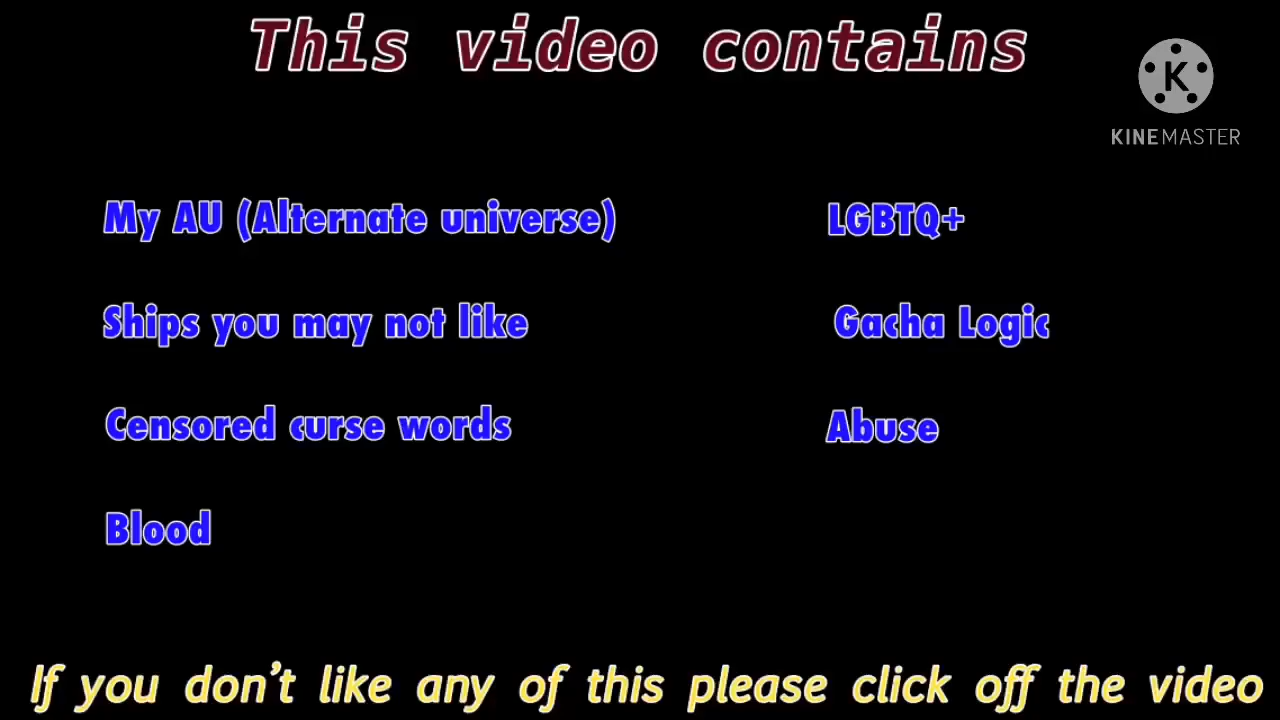 This video contains
K
KINEMASTER
My AU (Alternate universe)
LGBTQ+
Ships you may not like
Gacha Logic
Censored curse words
Abuse
Blood
If you don't like any of this please click off the video